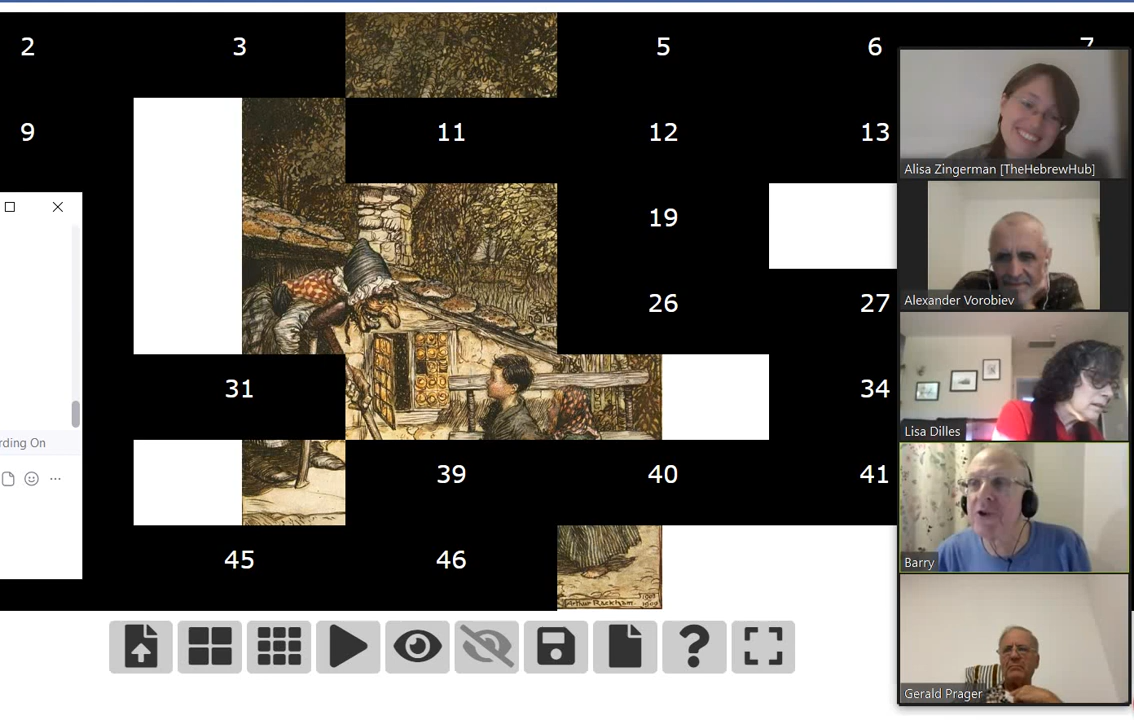 2 3 5 6 7
9 11 12 13
19
26 27
31 34
39 40 41
45 46
rding On
Arthur Rackham
?
Alisa Zingerman [TheHebrewHub]
Alexander Vorobiev
Lisa Dilles
Barry
Gerald Prager